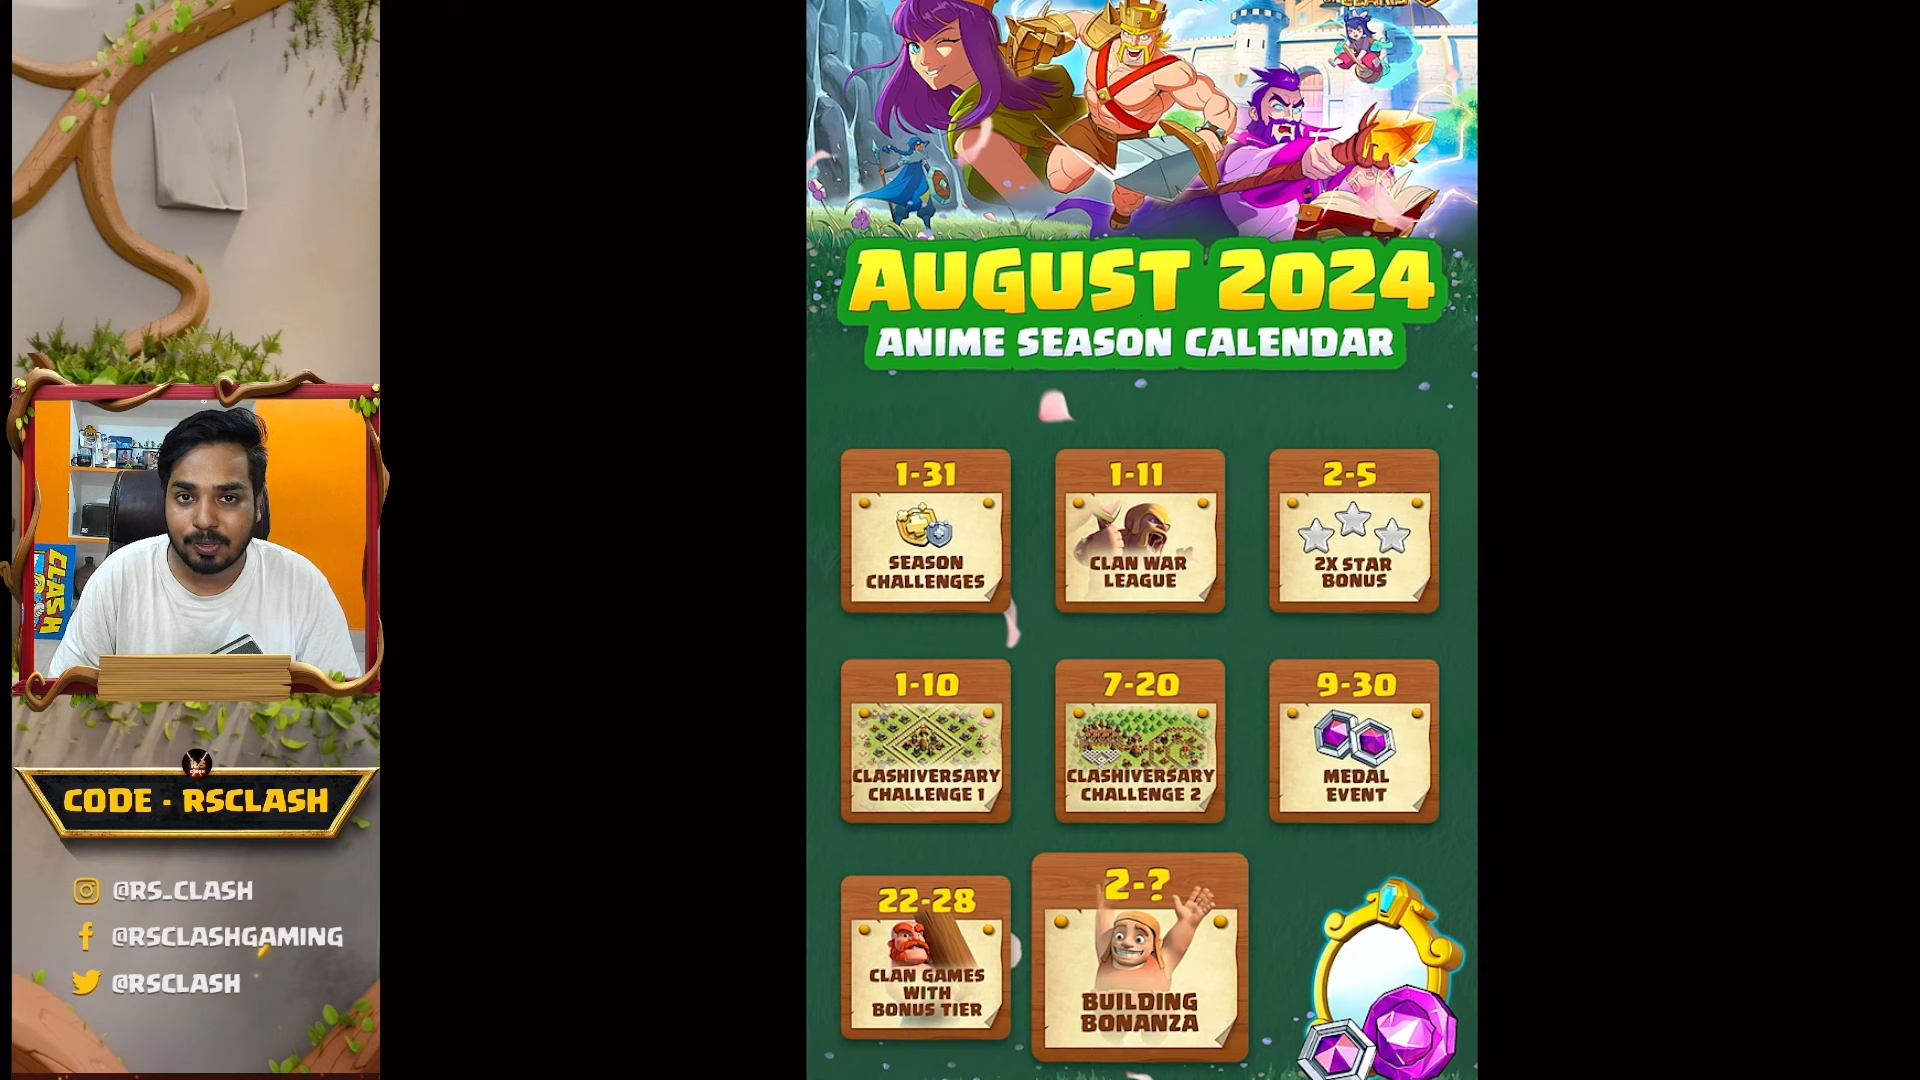 CODE - RSCLASH
@RS_CLASH
@RSCLASHGAMING
@RSCLASH
CLASH
AUGUST 2024
ANIME SEASON CALENDAR
1-31
SEASON
CHALLENGES
1-11
CLAN WAR
LEAGUE
2-5
2X STAR
BONUS
1-10
CLASHIVERSARY
CHALLENGE 1
7-20
CLASHIVERSARY
CHALLENGE 2
9-30
MEDAL
EVENT
22-28
CLAN GAMES
WITH
BONUS TIER
2-?
BUILDING
BONANZA